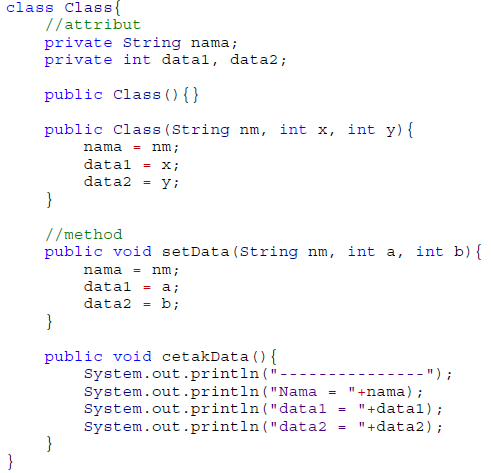 class Class{
    //attribut
    private String nama;
    private int data1, data2;

    public Class(){}

    public Class(String nm, int x, int y){
        nama = nm;
        data1 = x;
        data2 = y;
    }

    //method
    public void setData(String nm, int a, int b){
        nama = nm;
        data1 = a;
        data2 = b;
    }

    public void cetakData(){
        System.out.println("---------------");
        System.out.println("Nama = "+nama);
        System.out.println("data1 = "+data1);
        System.out.println("data2 = "+data2);
    }
}